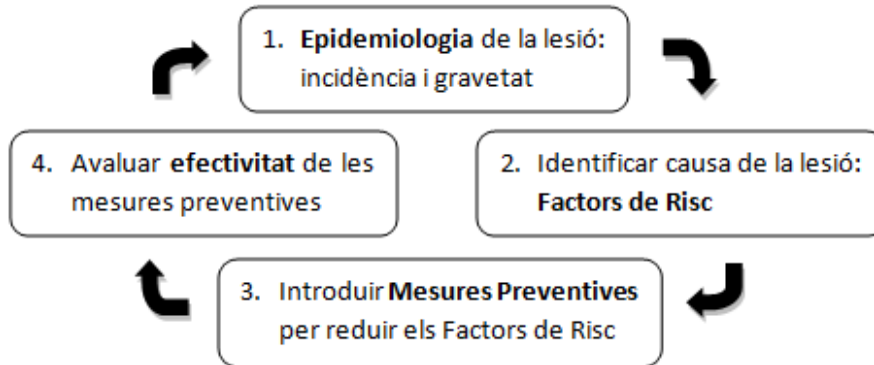 1. Epidemiologia de la lesió:
incidència i gravetat
2. Identificar causa de la lesió:
Factors de Risc
3. Introduir Mesures Preventives
per reduir els Factors de Risc
4. Avaluar efectivitat de les
mesures preventives